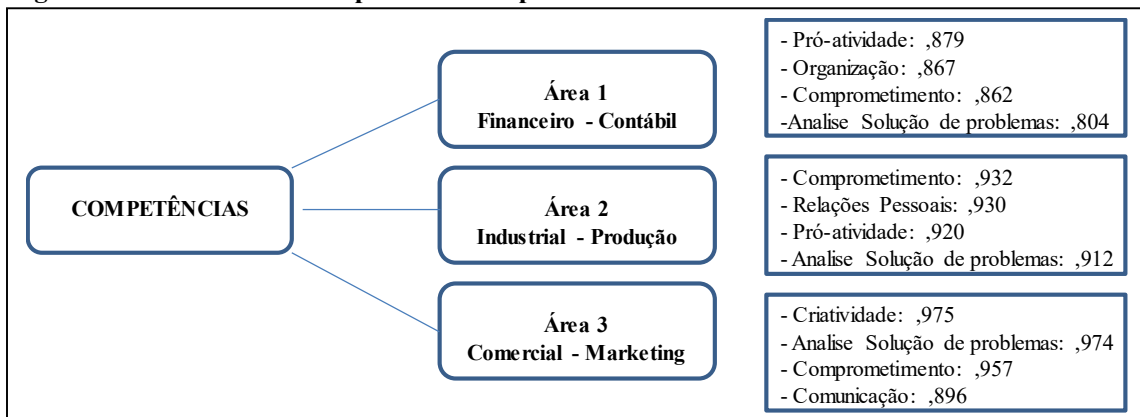 COMPETÊNCIAS
Área 1
Financeiro - Contábil
- Pró-atividade: ,879
- Organização: ,867
- Comprometimento: ,862
-Analise Solução de problemas: ,804
Área 2
Industrial - Produção
- Comprometimento: ,932
- Relações Pessoais: ,930
- Pró-atividade: ,920
- Analise Solução de problemas: ,912
Área 3
Comercial - Marketing
- Criatividade: ,975
- Analise Solução de problemas: ,974
- Comprometimento: ,957
- Comunicação: ,896